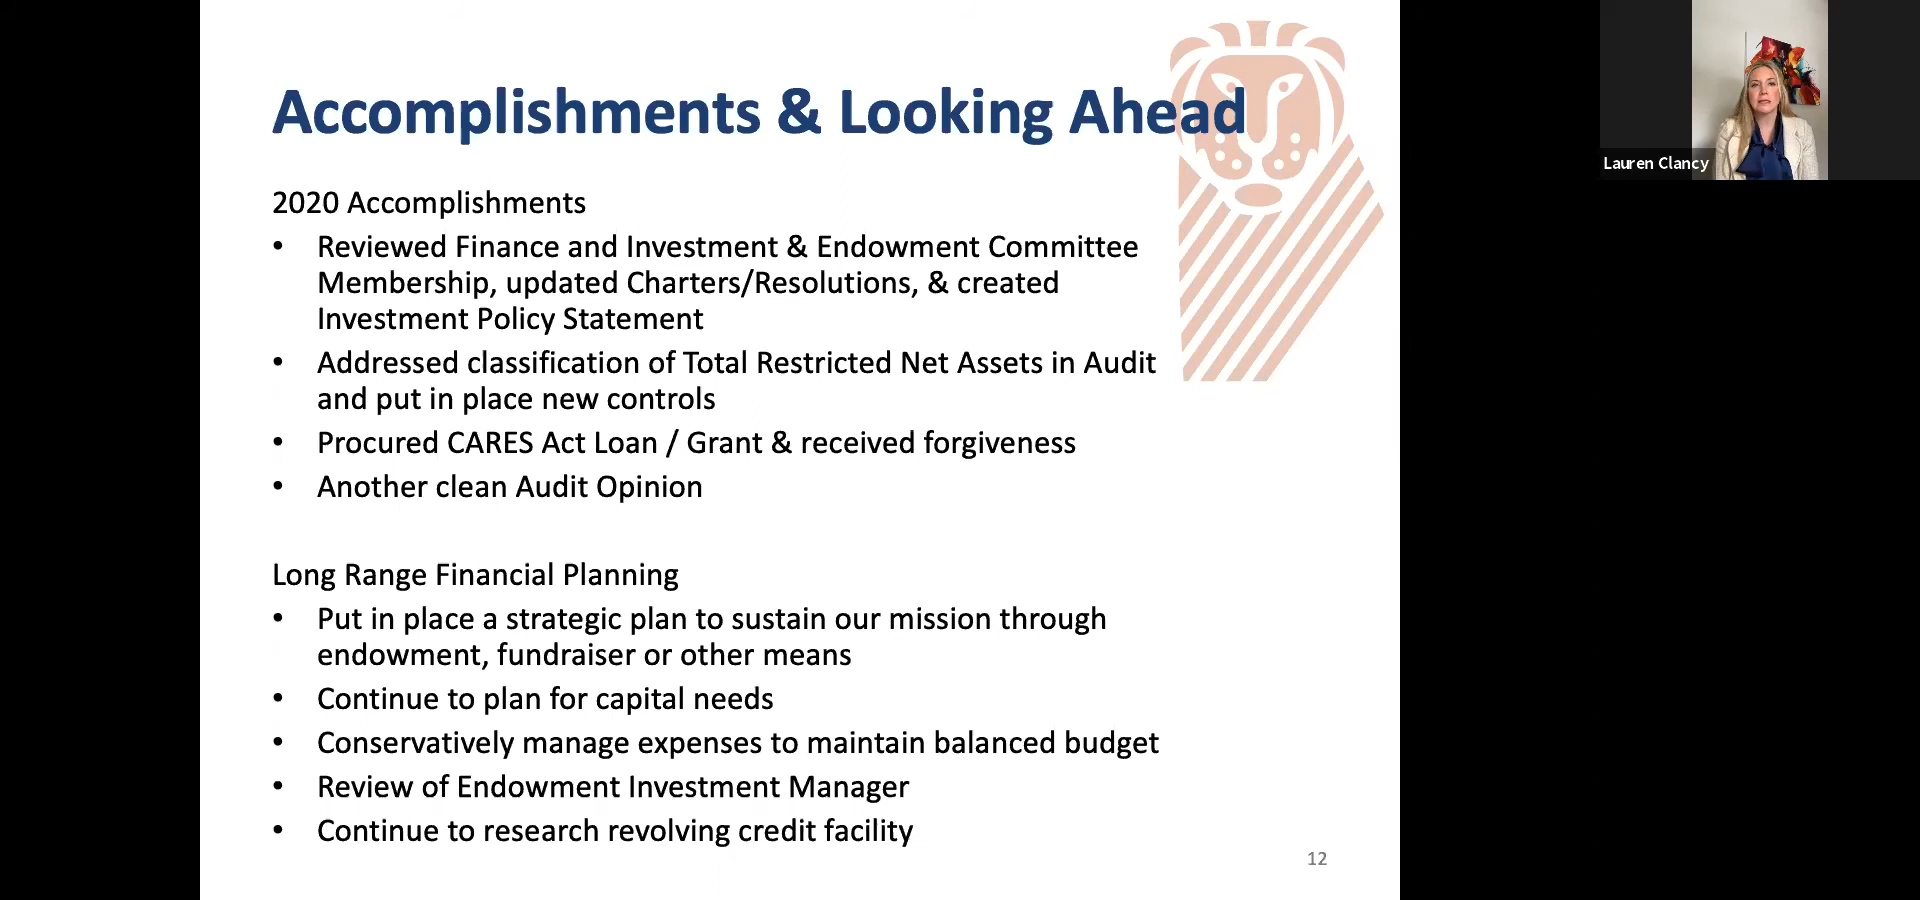 Accomplishments & Looking Ahead
2020 Accomplishments
• Reviewed Finance and Investment & Endowment Committee
Membership, updated Charters/Resolutions, & created
Investment Policy Statement
• Addressed classification of Total Restricted Net Assets in Audit
and put in place new controls
• Procured CARES Act Loan / Grant & received forgiveness
• Another clean Audit Opinion
Long Range Financial Planning
• Put in place a strategic plan to sustain our mission through
endowment, fundraiser or other means
• Continue to plan for capital needs
• Conservatively manage expenses to maintain balanced budget
• Review of Endowment Investment Manager
• Continue to research revolving credit facility
12
Lauren Clancy